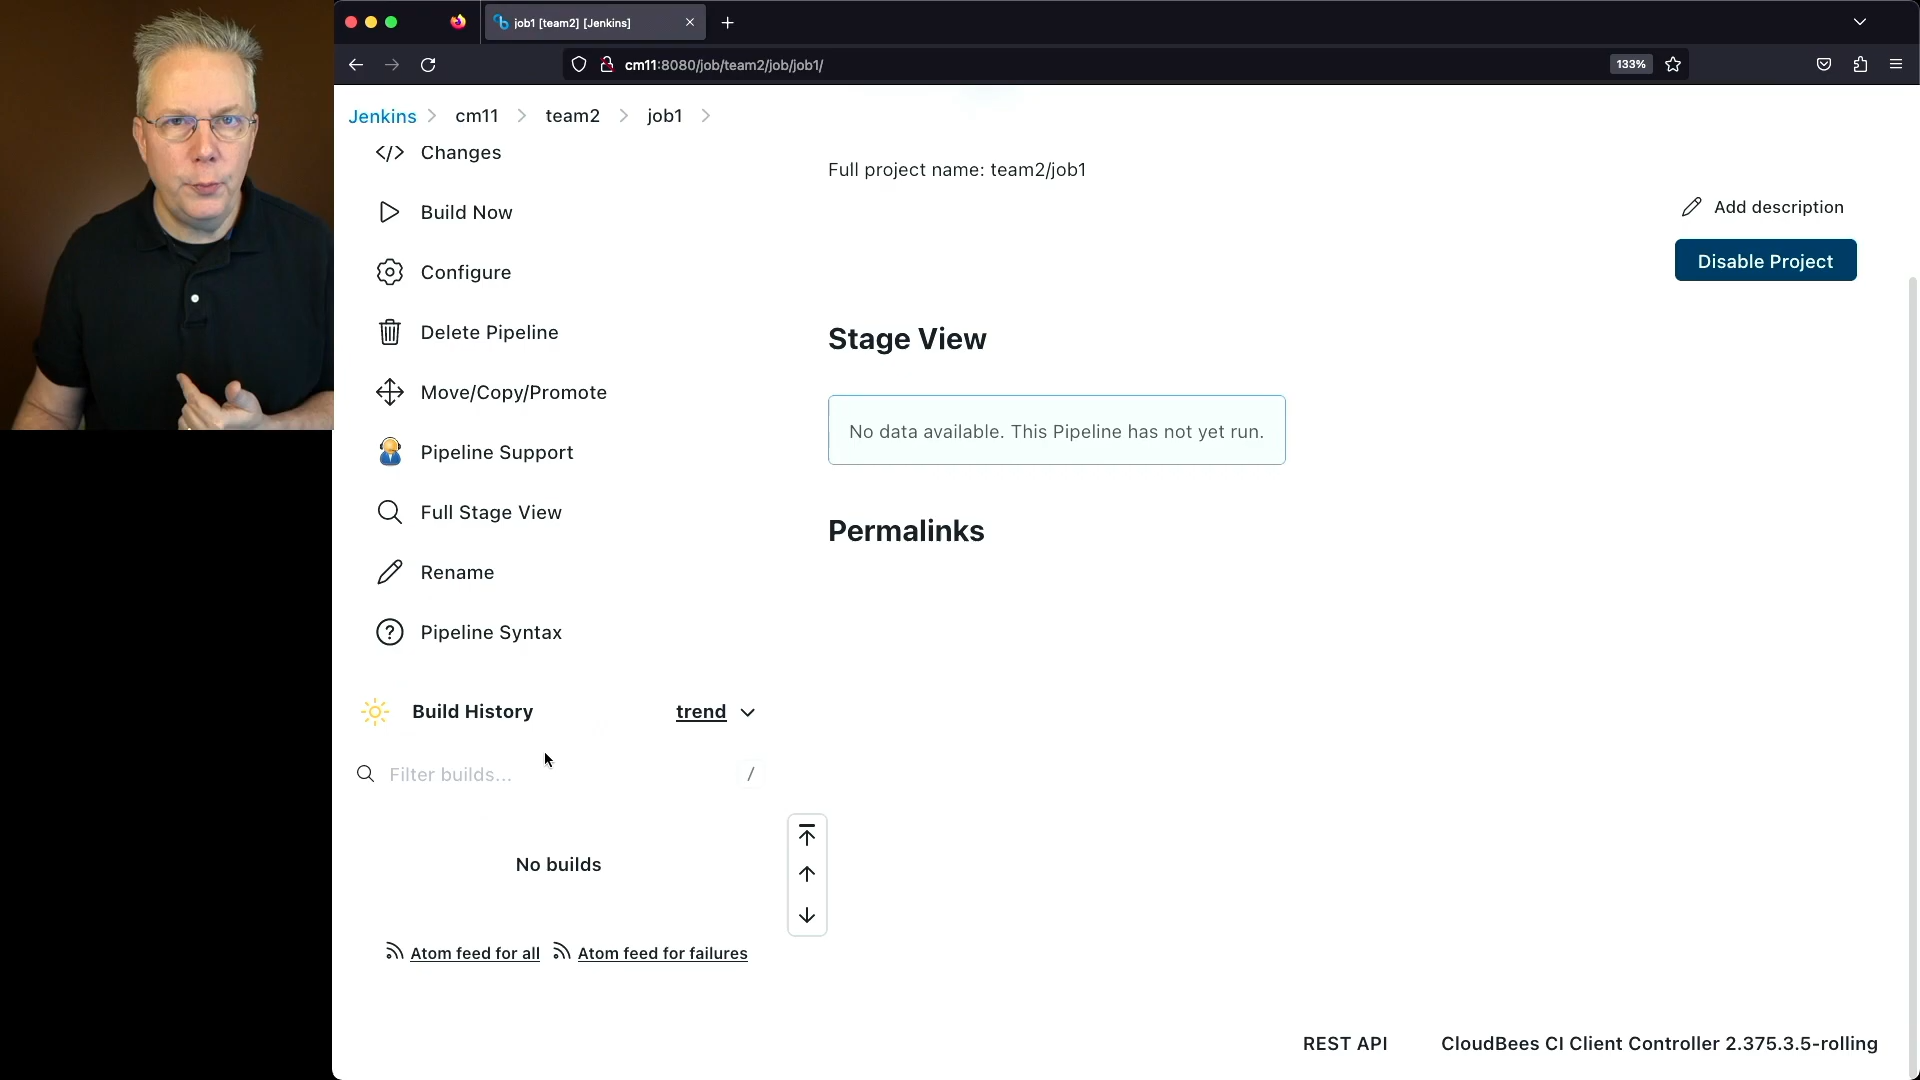 job1 [team2] [Jenkins]
cm11:8080/job/team2/job/job1/
133%
Jenkins
cm11
team2
job1
Changes
Build Now
Configure
Delete Pipeline
Move/Copy/Promote
Pipeline Support
Full Stage View
Rename
Pipeline Syntax
Build History
trend
Filter builds...
/
No builds
Atom feed for all
Atom feed for failures
Full project name: team2/job1
Add description
Disable Project
Stage View
No data available. This Pipeline has not yet run.
Permalinks
REST API
CloudBees CI Client Controller 2.375.3.5-rolling